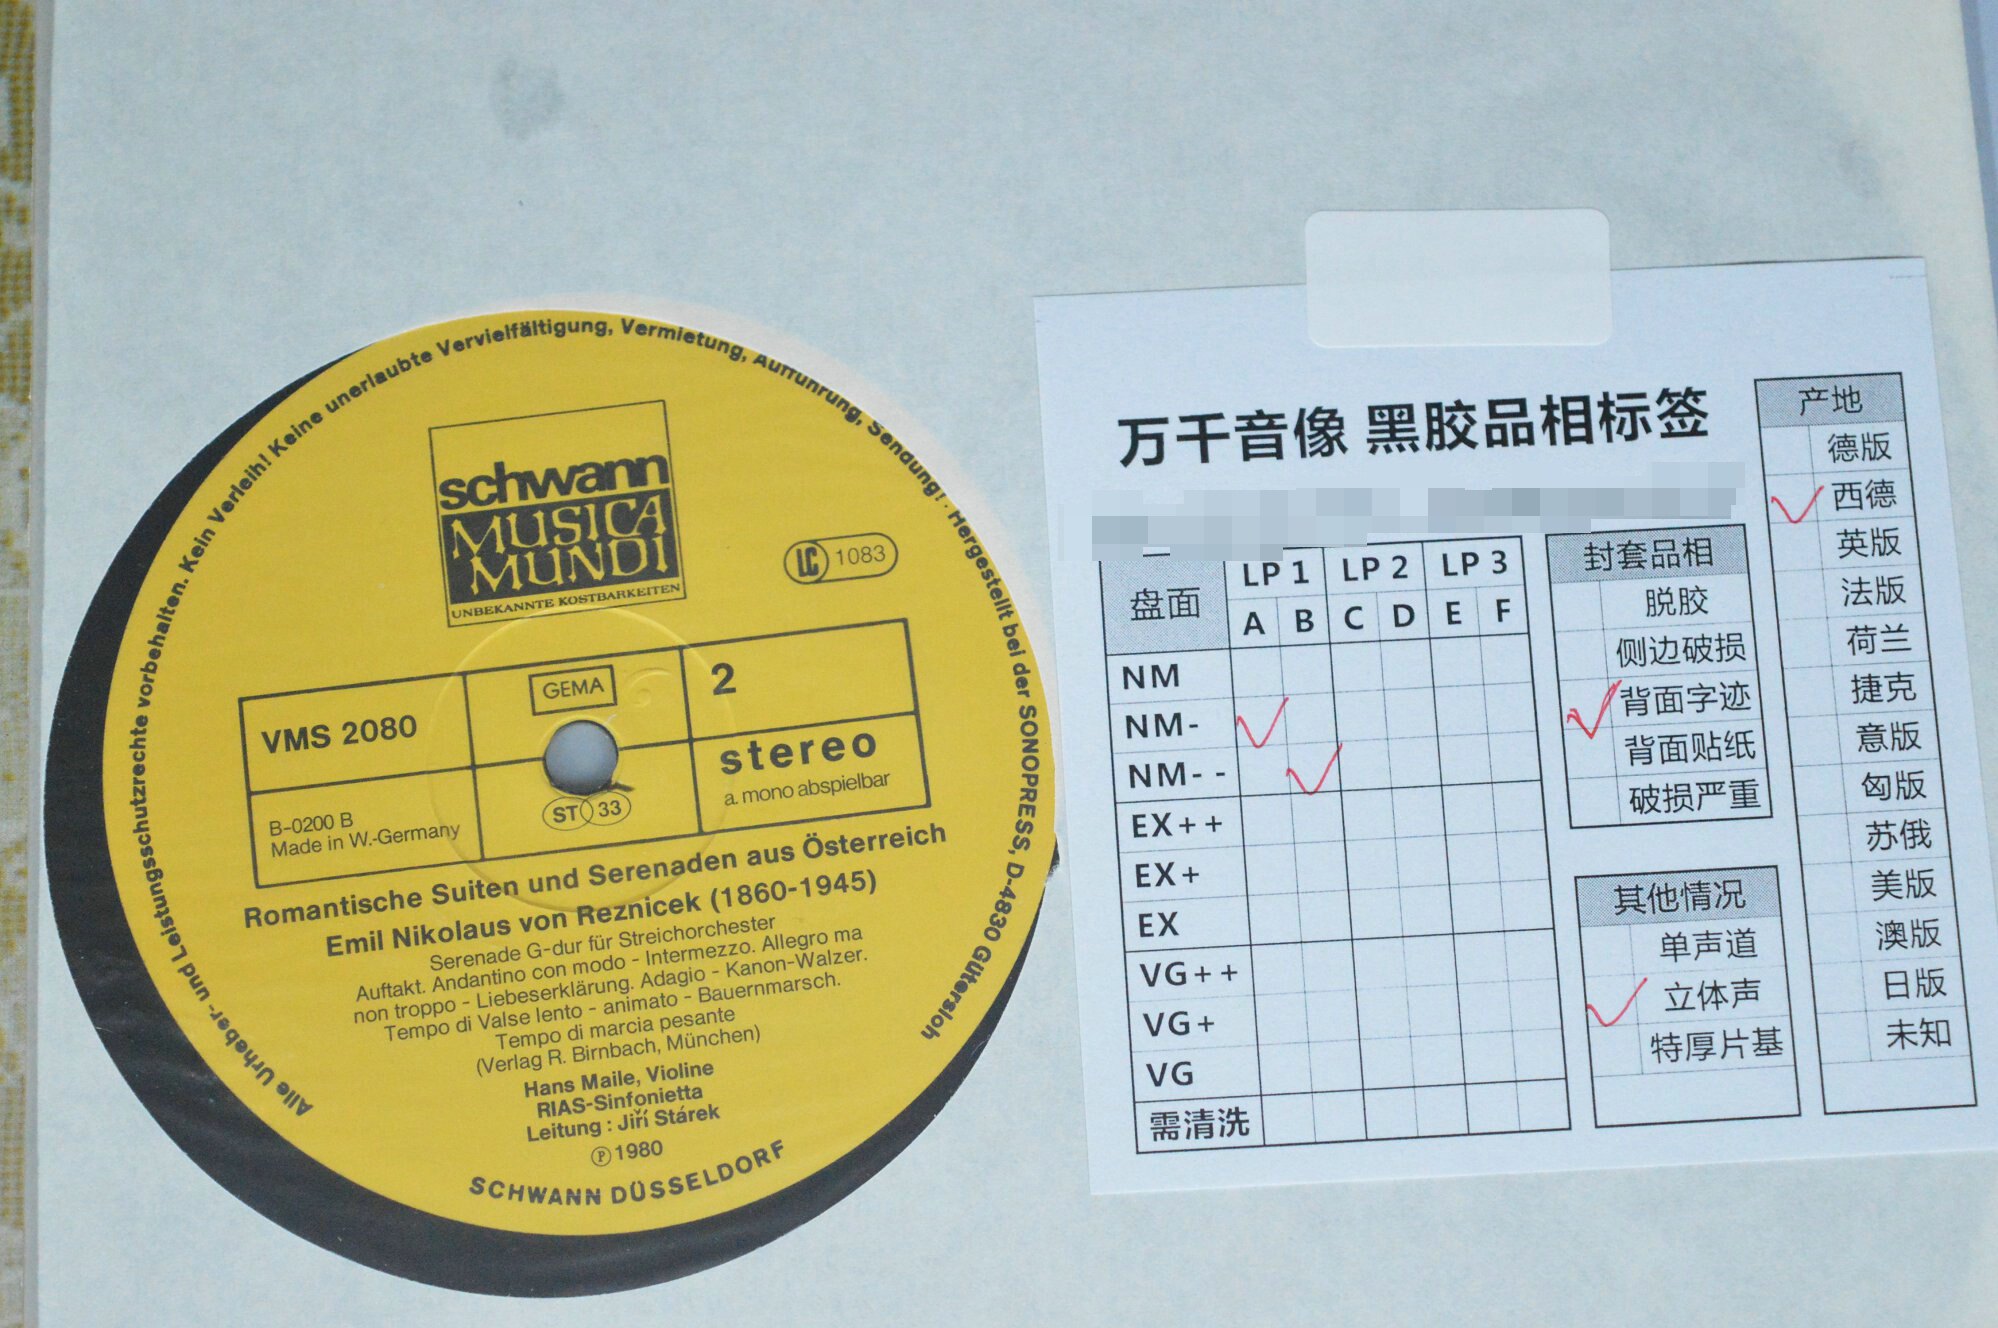 Alle Urheber- und Leistungsschutzrechte vorbehalten. Kein Verleih! Keine unerlaubte Vervielfältigung, Vermietung, Aufführung, Sendung! · Hergestellt bei der SONOPRESS, D-4830 Gütersloh
schwann
MUSICA
MUNDI
UNBEKANNTE KOSTBARKEITEN
LC 1083
GEMA
2
VMS 2080
stereo
a. mono abspielbar
ST 33
B-0200 B
Made in W.-Germany
Romantische Suiten und Serenaden aus Österreich
Emil Nikolaus von Reznicek (1860-1945)
Serenade G-dur für Streichorchester
Auftakt. Andantino con modo - Intermezzo. Allegro ma
non troppo - Liebeserklärung. Adagio - Kanon-Walzer.
Tempo di Valse lento - animato - Bauernmarsch.
Tempo di marcia pesante
(Verlag R. Birnbach, München)
Hans Maile, Violine
RIAS-Sinfonietta
Leitung : Jiří Stárek
Ⓟ 1980
SCHWANN DÜSSELDORF
万千音像 黑胶品相标签
盘面
LP 1 LP 2 LP 3
A B C D E F
NM
NM-
NM--
EX++
EX+
EX
VG++
VG+
VG
需清洗
封套品相
脱胶
侧边破损
背面字迹
背面贴纸
破损严重
其他情况
单声道
立体声
特厚片基
产地
德版
西德
英版
法版
荷兰
捷克
意版
匈版
苏俄
美版
澳版
日版
未知